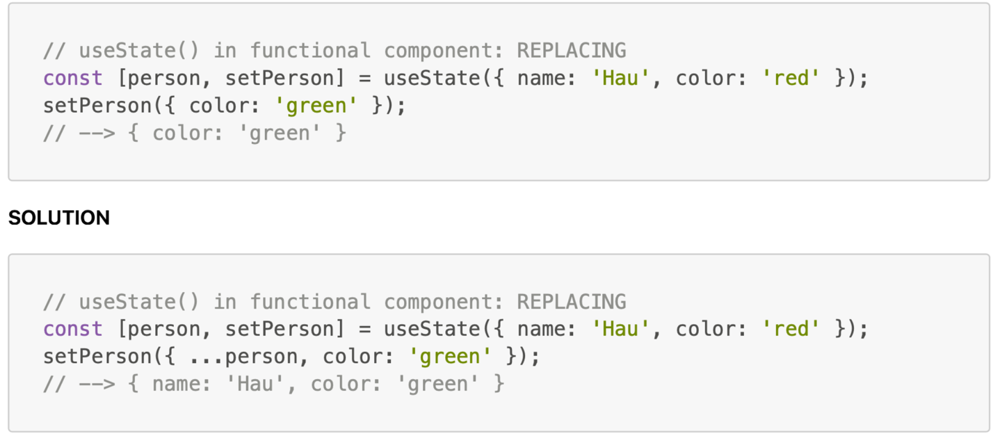 // useState() in functional component: REPLACING
const [person, setPerson] = useState({ name: 'Hau', color: 'red' });
setPerson({ color: 'green' });
// --> { color: 'green' }
SOLUTION
// useState() in functional component: REPLACING
const [person, setPerson] = useState({ name: 'Hau', color: 'red' });
setPerson({ ...person, color: 'green' });
// --> { name: 'Hau', color: 'green' }